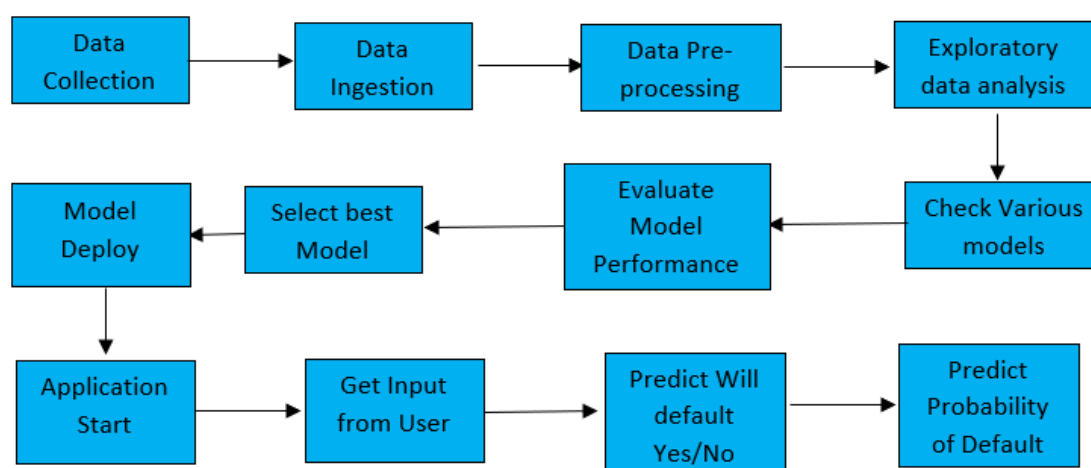 Data
Collection
Data
Ingestion
Data Pre-
processing
Exploratory
data analysis
Check Various
models
Evaluate
Model
Performance
Select best
Model
Model
Deploy
Application
Start
Get Input
from User
Predict Will
default
Yes/No
Predict
Probability
of Default